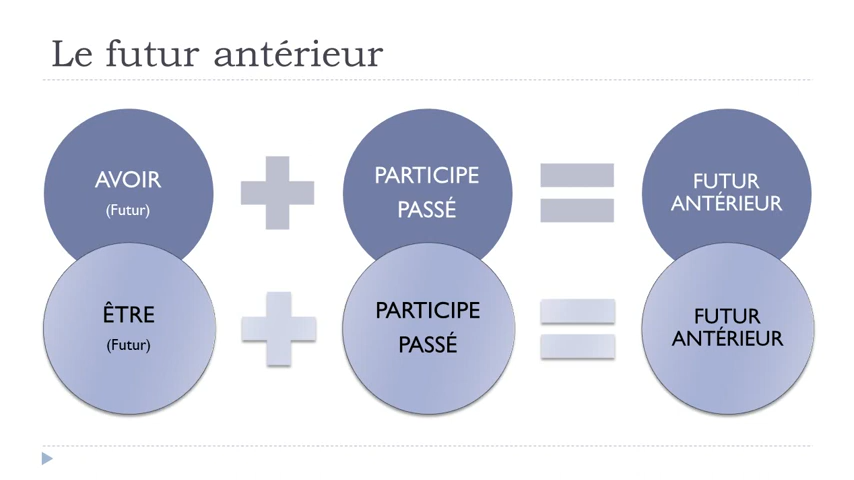 Le futur antérieur
AVOIR
(Futur)
PARTICIPE
PASSÉ
FUTUR
ANTÉRIEUR
ÊTRE
(Futur)
PARTICIPE
PASSÉ
FUTUR
ANTÉRIEUR